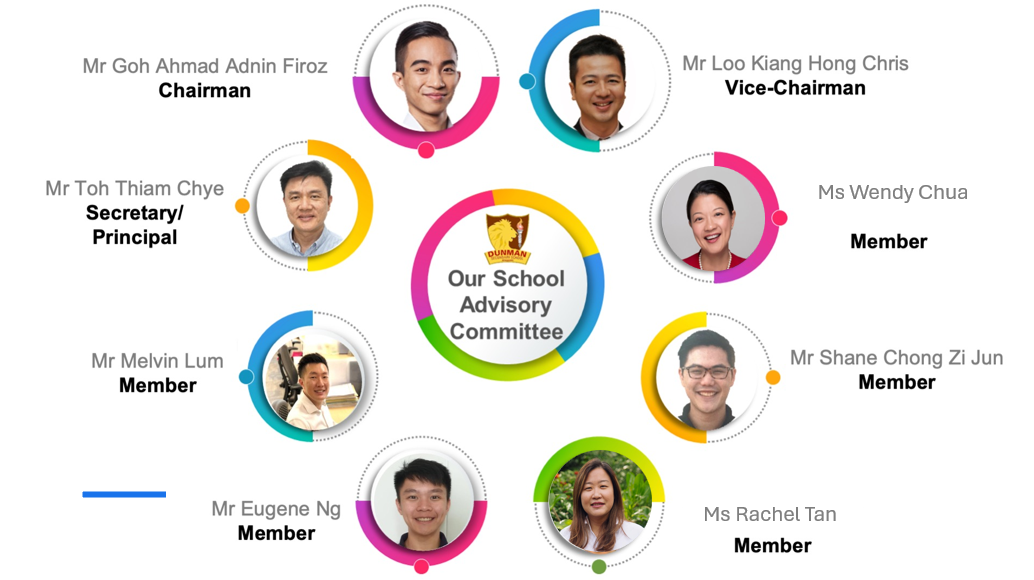 Mr Goh Ahmad Adnin Firoz
Chairman
Mr Loo Kiang Hong Chris
Vice-Chairman
Mr Toh Thiam Chye
Secretary/
Principal
Ms Wendy Chua
Member
DUNMAN
Our School
Advisory
Committee
Mr Melvin Lum
Member
Mr Shane Chong Zi Jun
Member
Mr Eugene Ng
Member
Ms Rachel Tan
Member